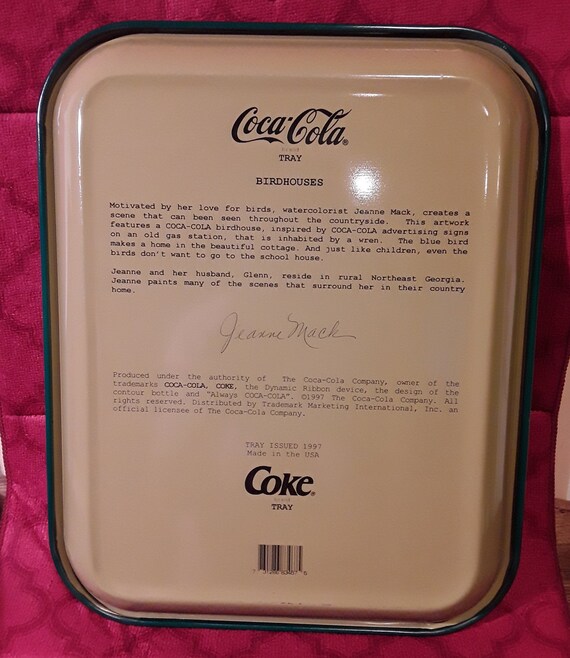 Coca-Cola®
BRAND
TRAY
BIRDHOUSES
Motivated by her love for birds, watercolorist Jeanne Mack, creates a
scene that can been seen throughout the countryside. This artwork
features a COCA-COLA birdhouse, inspired by COCA-COLA advertising signs
on an old gas station, that is inhabited by a wren. The blue bird
makes a home in the beautiful cottage. And just like children, even the
birds don't want to go to the school house.
Jeanne and her husband, Glenn, reside in rural Northeast Georgia.
Jeanne paints many of the scenes that surround her in their country
home.
Jeanne Mack
Produced under the authority of The Coca-Cola Company, owner of the
trademarks COCA-COLA, COKE, the Dynamic Ribbon device, the design of the
contour bottle and "Always COCA-COLA". ©1997 The Coca-Cola Company. All
rights reserved. Distributed by Trademark Marketing International, Inc. an
official licensee of The Coca-Cola Company.
TRAY ISSUED 1997
Made in the USA
Coke®
BRAND
TRAY